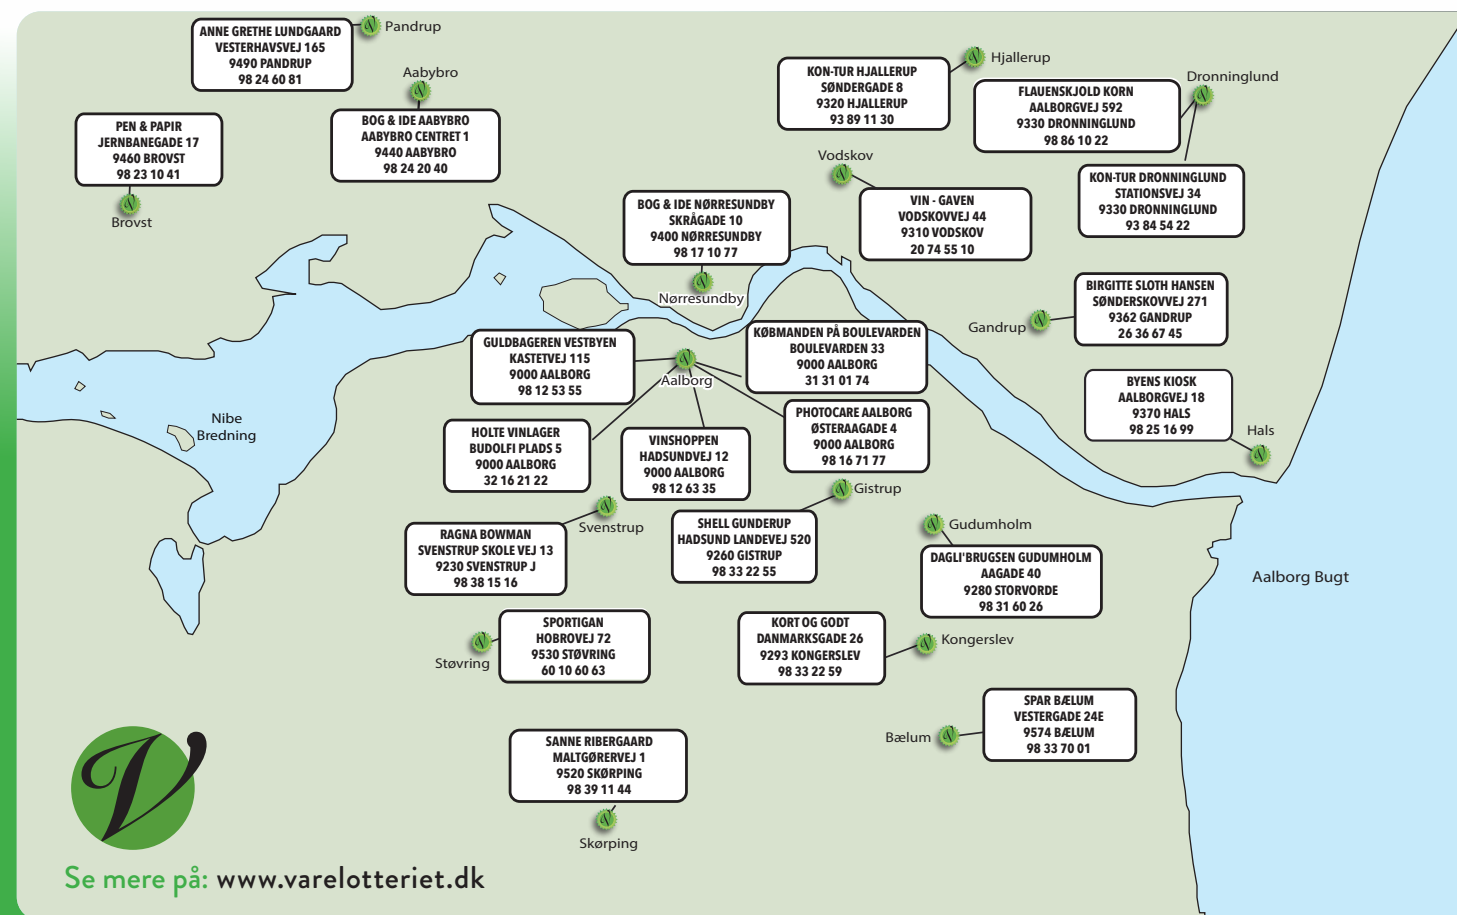 ANNE GRETHE LUNDGAARD
VESTERHAVSVEJ 165
9490 PANDRUP
98 24 60 81
Pandrup
Aabybro
BOG & IDE AABYBRO
AABYBRO CENTRET 1
9440 AABYBRO
98 24 20 40
PEN & PAPIR
JERNBANEGADE 17
9460 BROVST
98 23 10 41
Brovst
KON-TUR HJALLERUP
SØNDERGADE 8
9320 HJALLERUP
93 89 11 30
Hjallerup
Dronninglund
FLAUENSKJOLD KORN
AALBORGVEJ 592
9330 DRONNINGLUND
98 86 10 22
KON-TUR DRONNINGLUND
STATIONSVEJ 34
9330 DRONNINGLUND
93 84 54 22
Vodskov
VIN - GAVEN
VODSKOVVEJ 44
9310 VODSKOV
20 74 55 10
BOG & IDE NØRRESUNDBY
SKRÅGADE 10
9400 NØRRESUNDBY
98 17 10 77
Nørresundby
BIRGITTE SLOTH HANSEN
SØNDERSKOVVEJ 271
9362 GANDRUP
26 36 67 45
Gandrup
GULDBAGEREN VESTBYEN
KASTETVEJ 115
9000 AALBORG
98 12 53 55
Aalborg
KØBMANDEN PÅ BOULEVARDEN
BOULEVARDEN 33
9000 AALBORG
31 31 01 74
BYENS KIOSK
AALBORGVEJ 18
9370 HALS
98 25 16 99
Hals
Nibe
Bredning
HOLTE VINLAGER
BUDOLFI PLADS 5
9000 AALBORG
32 16 21 22
VINSHOPPEN
HADSUNDVEJ 12
9000 AALBORG
98 12 63 35
PHOTOCARE AALBORG
ØSTERAAGADE 4
9000 AALBORG
98 16 71 77
Gistrup
Svenstrup
RAGNA BOWMAN
SVENSTRUP SKOLE VEJ 13
9230 SVENSTRUP J
98 38 15 16
SHELL GUNDERUP
HADSUND LANDEVEJ 520
9260 GISTRUP
98 33 22 55
Gudumholm
DAGLI'BRUGSEN GUDUMHOLM
AAGADE 40
9280 STORVORDE
98 31 60 26
Aalborg Bugt
SPORTIGAN
HOBROVEJ 72
9530 STØVRING
60 10 60 63
Støvring
KORT OG GODT
DANMARKSGADE 26
9293 KONGERSLEV
98 33 22 59
Kongerslev
SPAR BÆLUM
VESTERGADE 24E
9574 BÆLUM
98 33 70 01
Bælum
SANNE RIBERGAARD
MALTGØRERVEJ 1
9520 SKØRPING
98 39 11 44
Skørping
V
Se mere på: www.varelotteriet.dk